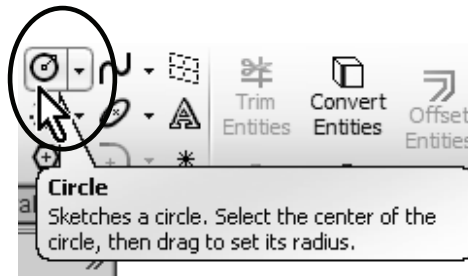 Trim
Entities
Convert
Entities
Offset
Entities
Circle
Sketches a circle. Select the center of the
circle, then drag to set its radius.